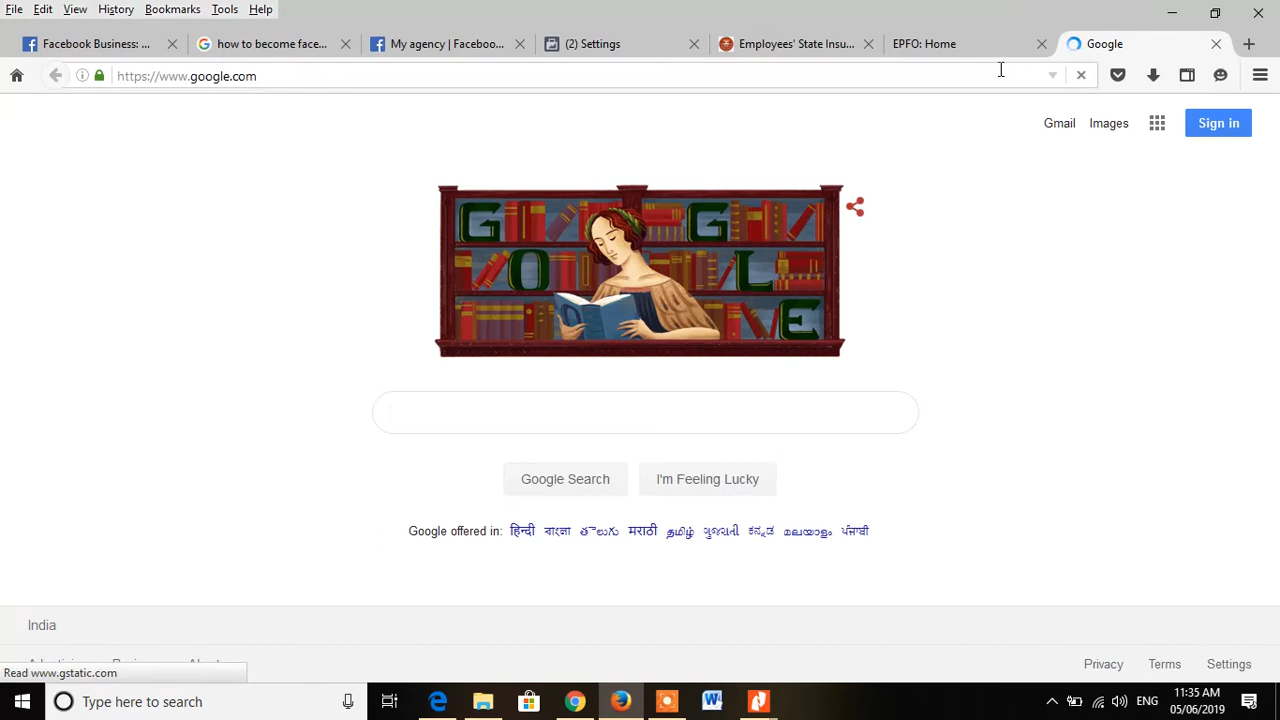 File Edit View History Bookmarks Tools Help
Facebook Business: ...
how to become face...
My agency | Faceboo...
(2) Settings
Employees' State Insu...
EPFO: Home
Google
https://www.google.com
Gmail Images Sign in
G G
O L
E
Google Search I'm Feeling Lucky
Google offered in: हिन्दी বাংলা తెలుగు मराठी தமிழ் ગુજરાતી ಕನ್ನಡ മലയാളം ਪੰਜਾਬੀ
India
Privacy Terms Settings
Read www.gstatic.com
Type here to search
ENG
11:35 AM
05/06/2019